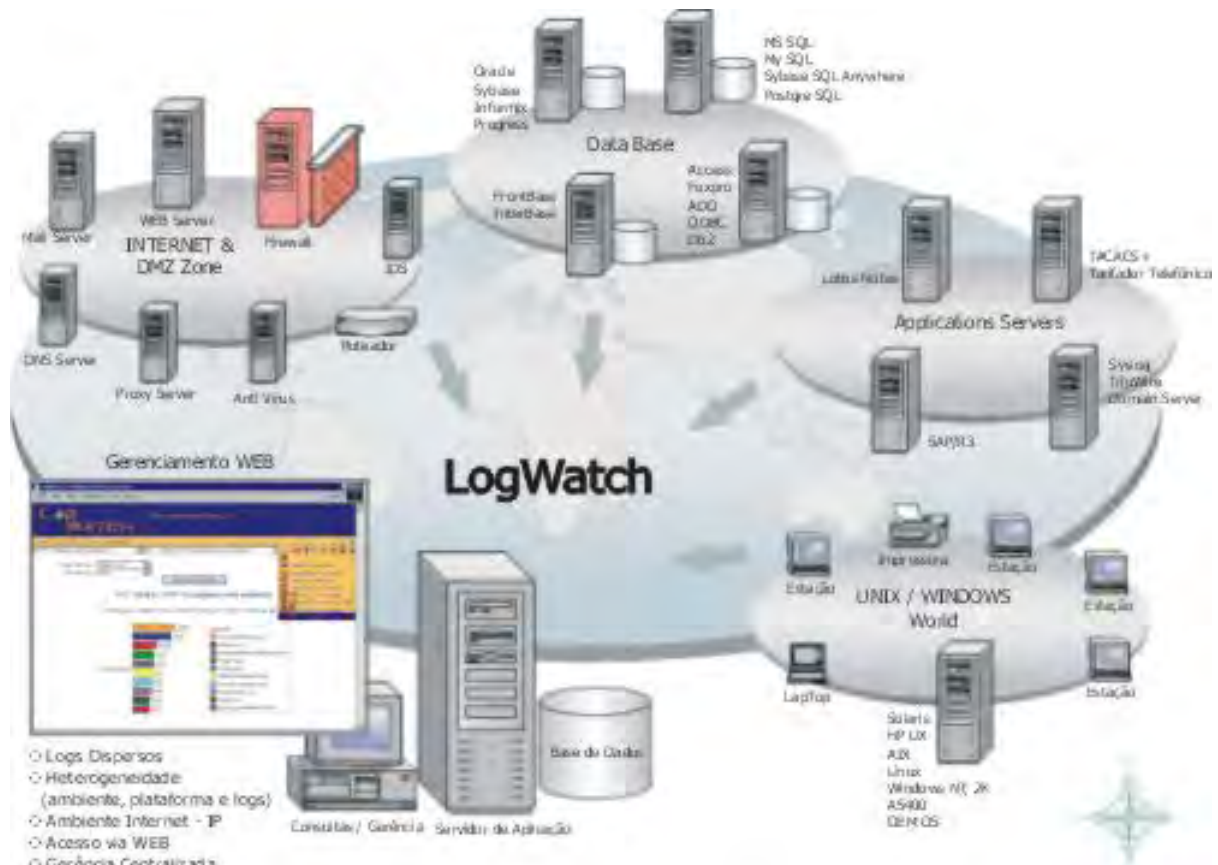 Oracle
Sybase
Informix
Progress
MS SQL
My SQL
Sybase SQL Anywhere
Postgre SQL
Data Base
FrontBase
Access
Foxpro
ADO
ODBC
DB2
Mail Server
WEB Server
Firewall
IDS
INTERNET &
DMZ Zone
DNS Server
Proxy Server
Anti Virus
Roteador
Lotus Notes
TACACS +
Tarifador Telefônico
Applications Servers
SAP/R3
Syslog
TripWire
Domain Server
Gerenciamento WEB
LogWatch
Impressora
Estação
Estação
Estação
Estação
UNIX / WINDOWS
World
LapTop
Solaris
HP UX
AIX
Linux
Windows NT, 2K
AS400
Base de Dados
Consultas / Gerência
Servidor de Aplicação
Logs Dispersos
Heterogeneidade
(ambiente, plataforma e logs)
Ambiente Internet - IP
Acesso via WEB
Gerência Centralizada